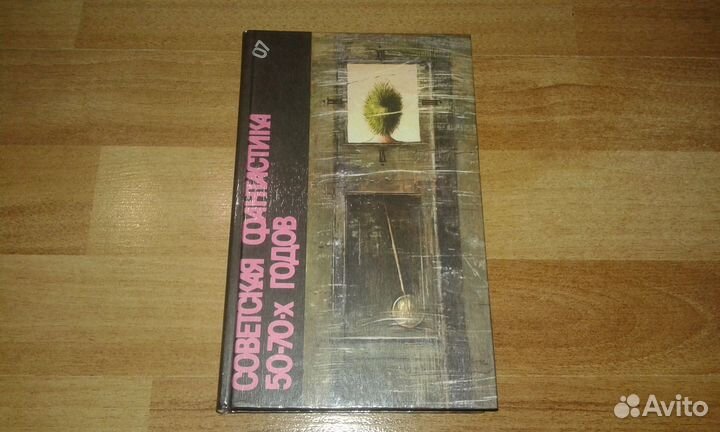 07
СОВЕТСКАЯ ФАНТАСТИКА
50-70-Х ГОДОВ
Avito